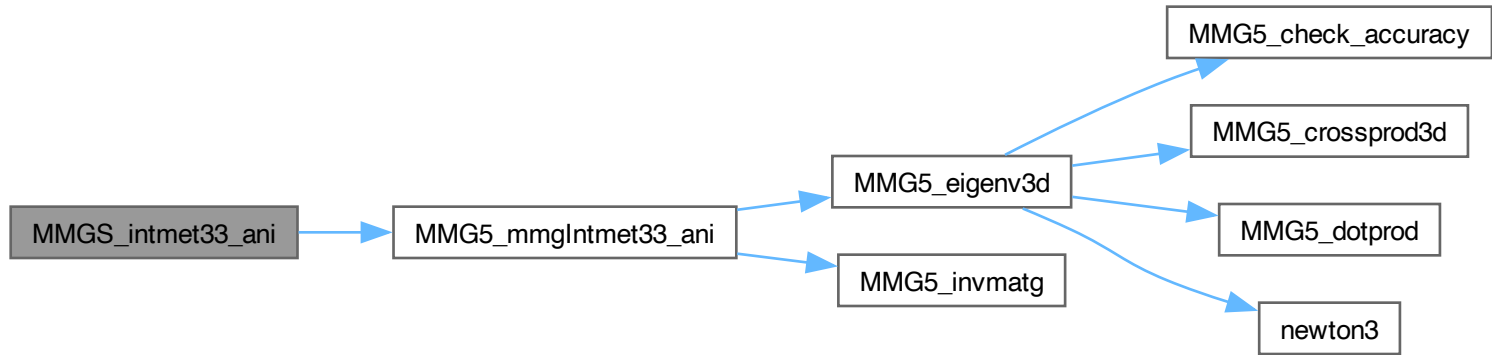 MMGS_intmet33_ani
MMG5_mmgIntmet33_ani
MMG5_eigenv3d
MMG5_invmatg
MMG5_check_accuracy
MMG5_crossprod3d
MMG5_dotprod
newton3